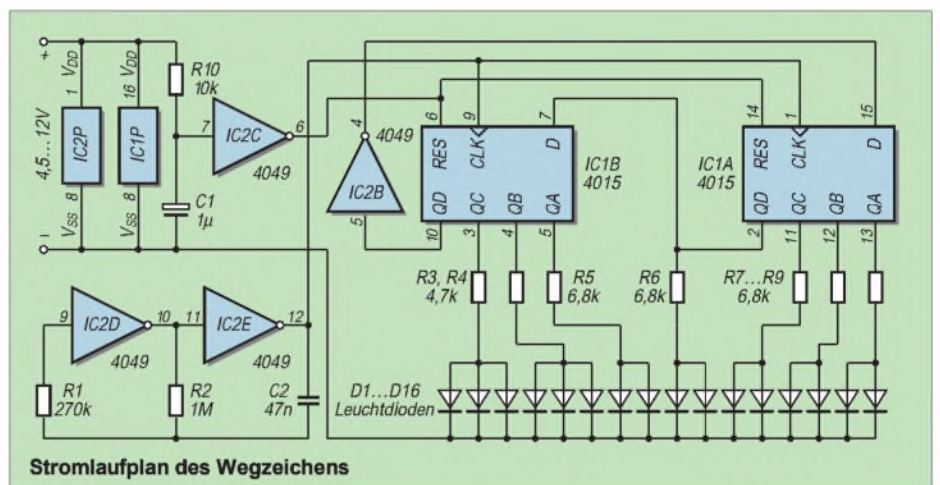 +
–
4,5... 12V
1 VDD
IC2P
VSS 8
16 VDD
IC1P
VSS 8
R10
10k
C1
1µ
7
IC2C
6
4049
4
4049
IC2B
5
6
9
7
RES
CLK
D
QD
QC
QB
QA
IC1B
4015
10
3
4
5
14
1
15
RES
CLK
D
QD
QC
QB
QA
IC1A
4015
2
11
12
13
R3, R4
4,7k
R5
6,8k
R6
6,8k
R7...R9
6,8k
9
IC2D
10
4049
11
IC2E
12
4049
R1
270k
R2
1M
C2
47n
D1...D16
Leuchtdioden
Stromlaufplan des Wegzeichens